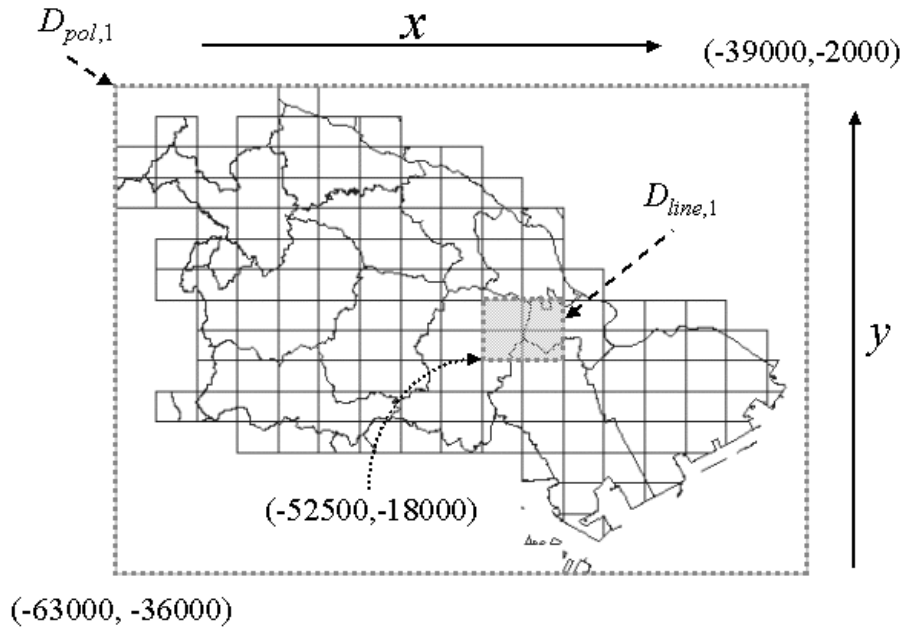 D_pol,1
x
(-39000,-2000)
D_line,1
y
(-52500,-18000)
(-63000, -36000)